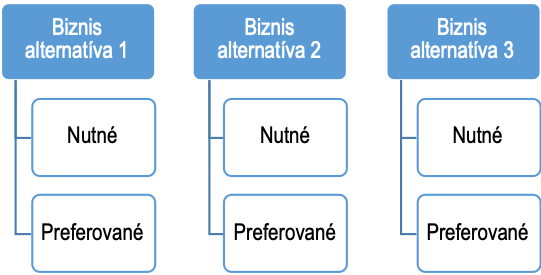 Biznis
alternatíva 1
Nutné
Preferované
Biznis
alternatíva 2
Nutné
Preferované
Biznis
alternatíva 3
Nutné
Preferované